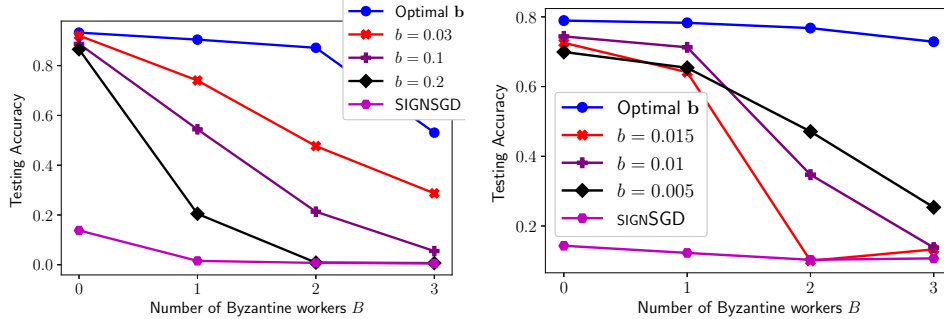 Optimal b
b = 0.03
b = 0.1
b = 0.2
SIGNSGD
Testing Accuracy
0.8
0.6
0.4
0.2
0.0
0
1
2
3
Number of Byzantine workers B
Optimal b
b = 0.015
b = 0.01
b = 0.005
SIGNSGD
Testing Accuracy
0.8
0.6
0.4
0.2
0
1
2
3
Number of Byzantine workers B